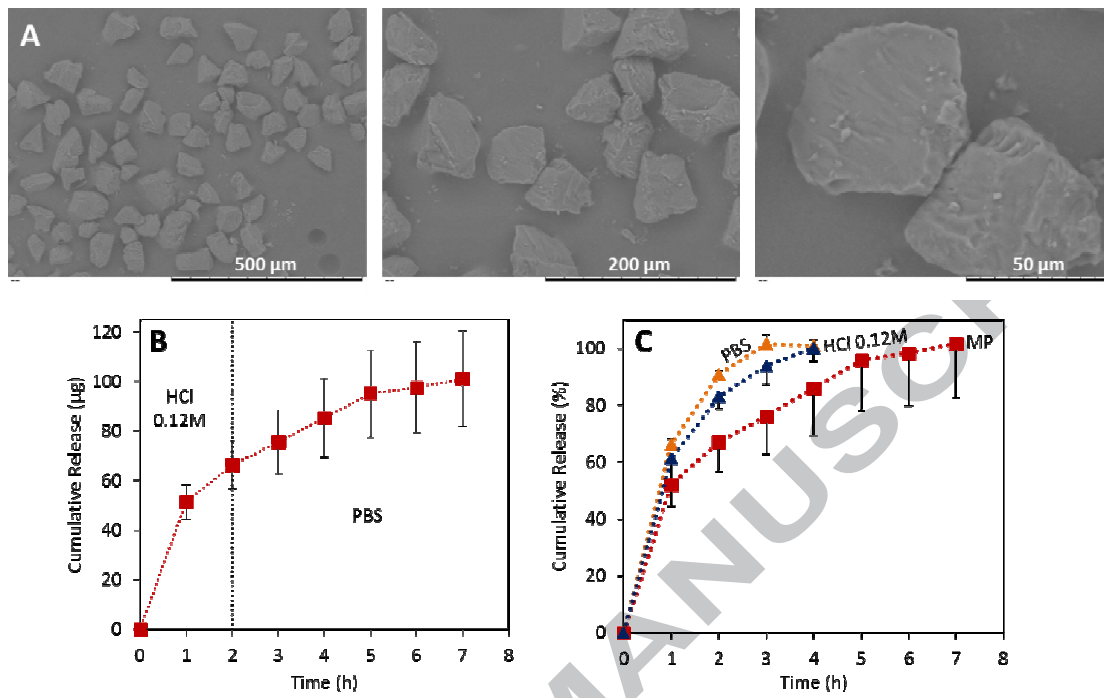 A
500 µm
200 µm
50 µm
B
120
100
80
60
40
20
0
HCl
0.12M
PBS
Cumulative Release (µg)
0 1 2 3 4 5 6 7 8
Time (h)
C
100
80
60
40
20
0
PBS
HCl 0.12M
MP
Cumulative Release (%)
0 1 2 3 4 5 6 7 8
Time (h)
MANUSCRI